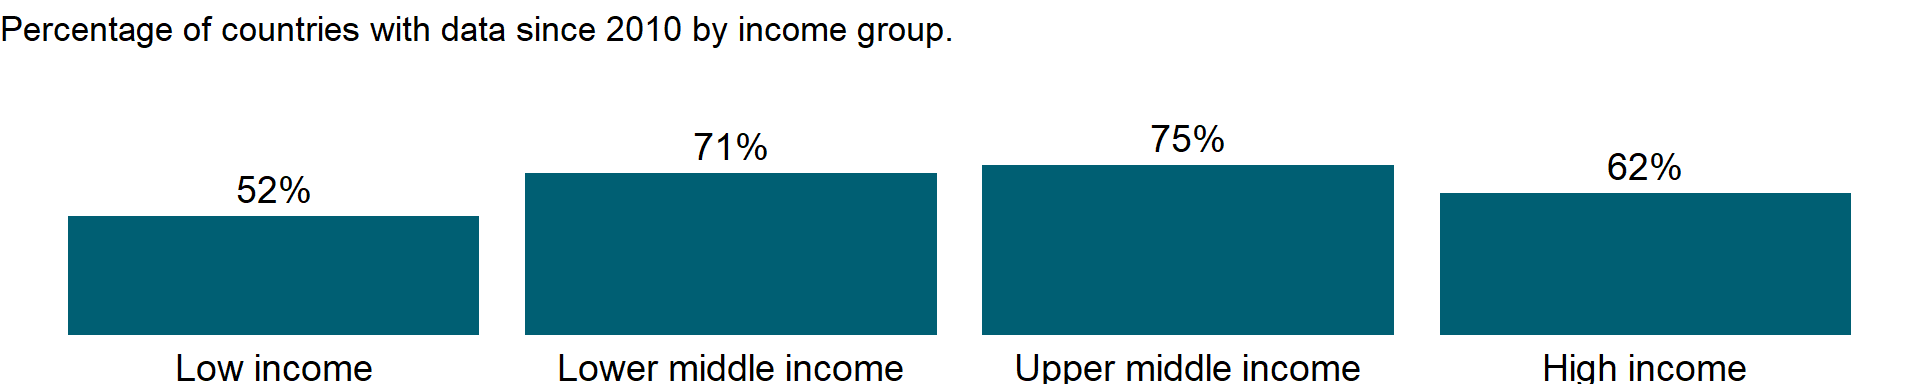 Percentage of countries with data since 2010 by income group.
52%
71%
75%
62%
Low income
Lower middle income
Upper middle income
High income